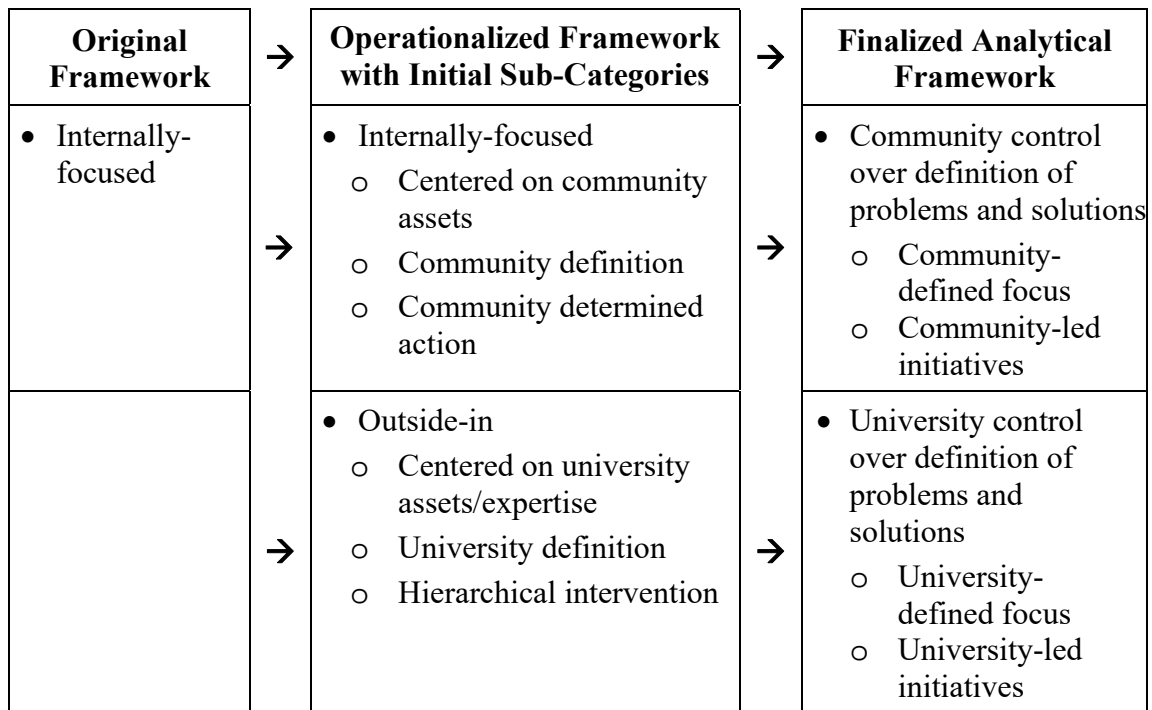 Original
Framework
→
Operationalized Framework
with Initial Sub-Categories
→
Finalized Analytical
Framework
• Internally-
focused
→
• Internally-focused
o Centered on community
assets
o Community definition
o Community determined
action
→
• Community control
over definition of
problems and solutions
o Community-
defined focus
o Community-led
initiatives
→
• Outside-in
o Centered on university
assets/expertise
o University definition
o Hierarchical intervention
→
• University control
over definition of
problems and
solutions
o University-
defined focus
o University-led
initiatives